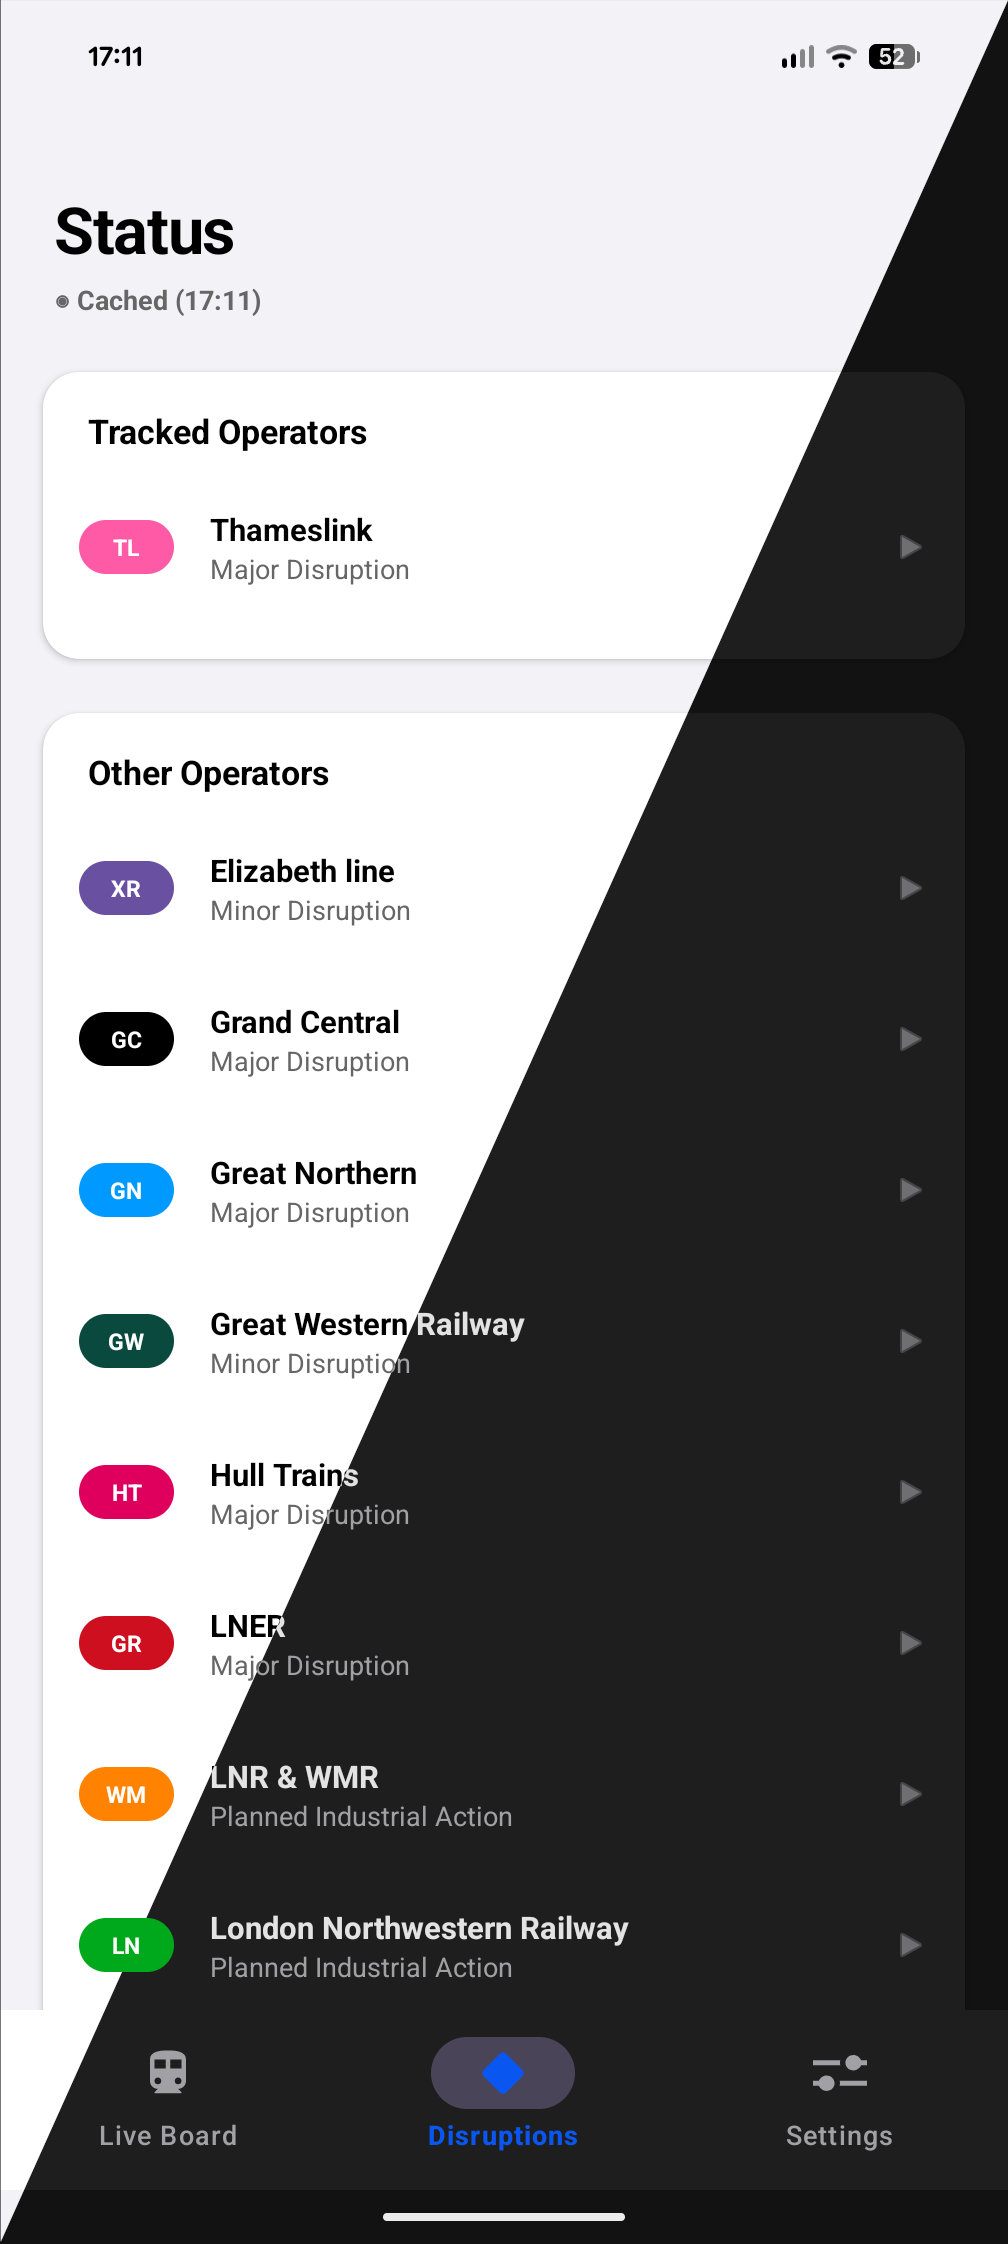 17:11
52
Status
Cached (17:11)
Tracked Operators
TL
Thameslink
Major Disruption
Other Operators
XR
Elizabeth line
Minor Disruption
GC
Grand Central
Major Disruption
GN
Great Northern
Major Disruption
GW
Great Western Railway
Minor Disruption
HT
Hull Trains
Major Disruption
GR
LNER
Major Disruption
WM
LNR & WMR
Planned Industrial Action
LN
London Northwestern Railway
Planned Industrial Action
Live Board
Disruptions
Settings